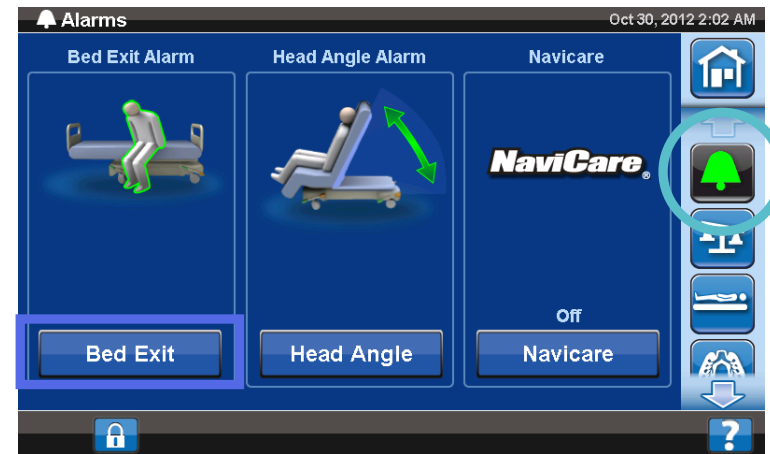 Alarms
Oct 30, 2012 2:02 AM
Bed Exit Alarm
Head Angle Alarm
Navicare
NaviCare®
Off
Bed Exit
Head Angle
Navicare
?